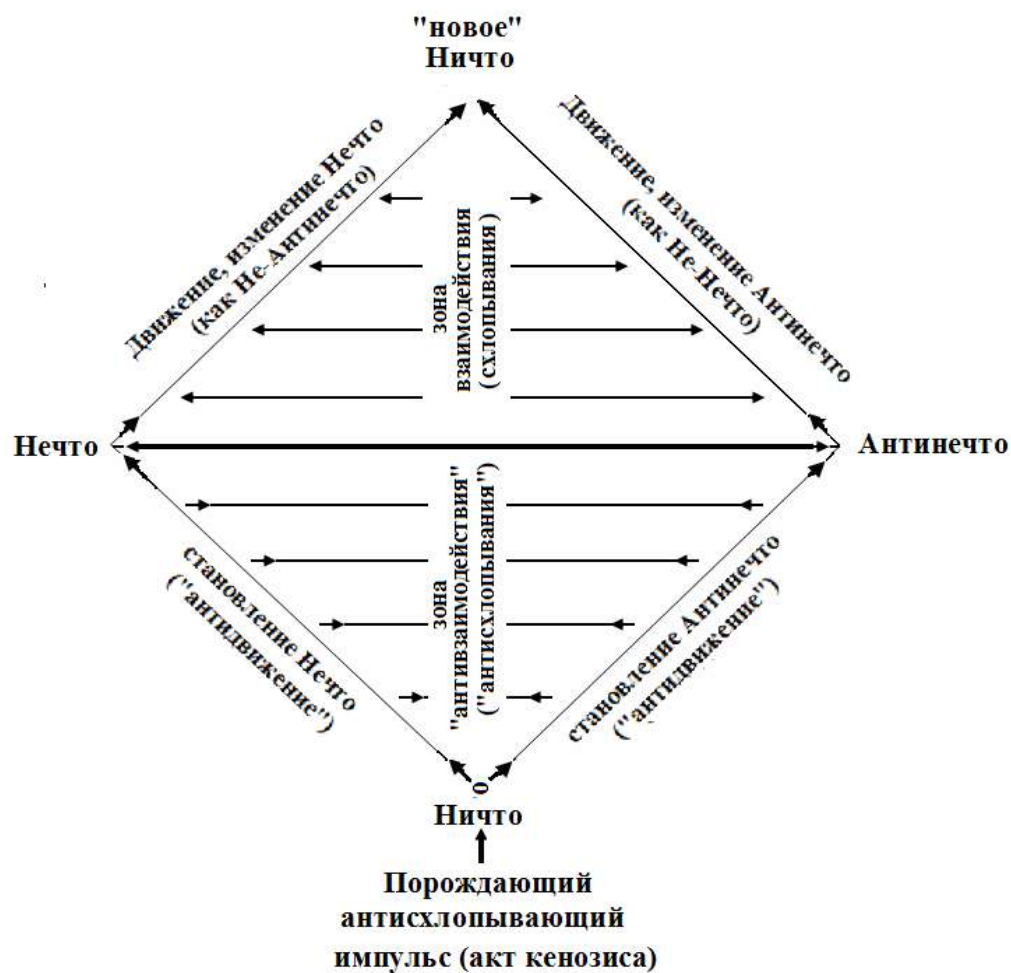 "новое"
Ничто
Движение, изменение Нечто
(как Не-Антинечто)
Движение, изменение Антинечто
(как Не-Нечто)
зона
взаимодействия
(схлопывания)
Нечто
Антинечто
зона
"антивзаимодействия"
("антисхлопывания")
становление Нечто
("антидвижение")
становление Антинечто
("антидвижение")
о
Ничто
Порождающий
антисхлопывающий
импульс (акт кенозиса)